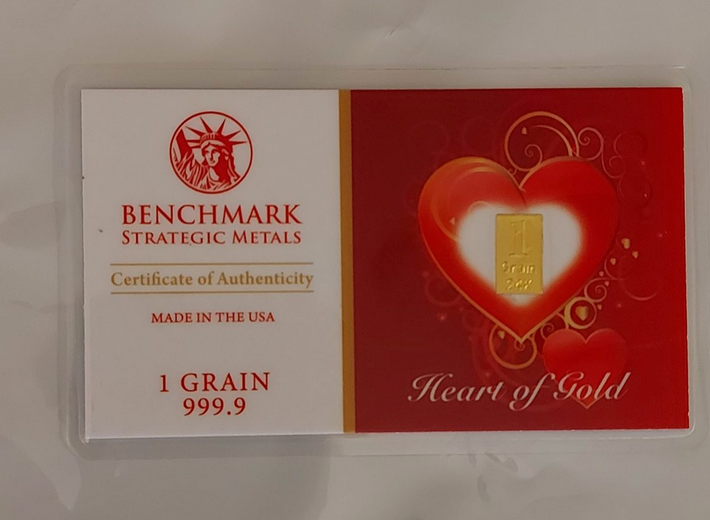 BENCHMARK
STRATEGIC METALS
Certificate of Authenticity
MADE IN THE USA
1 GRAIN
999.9
1
Grain
24K
Heart of Gold